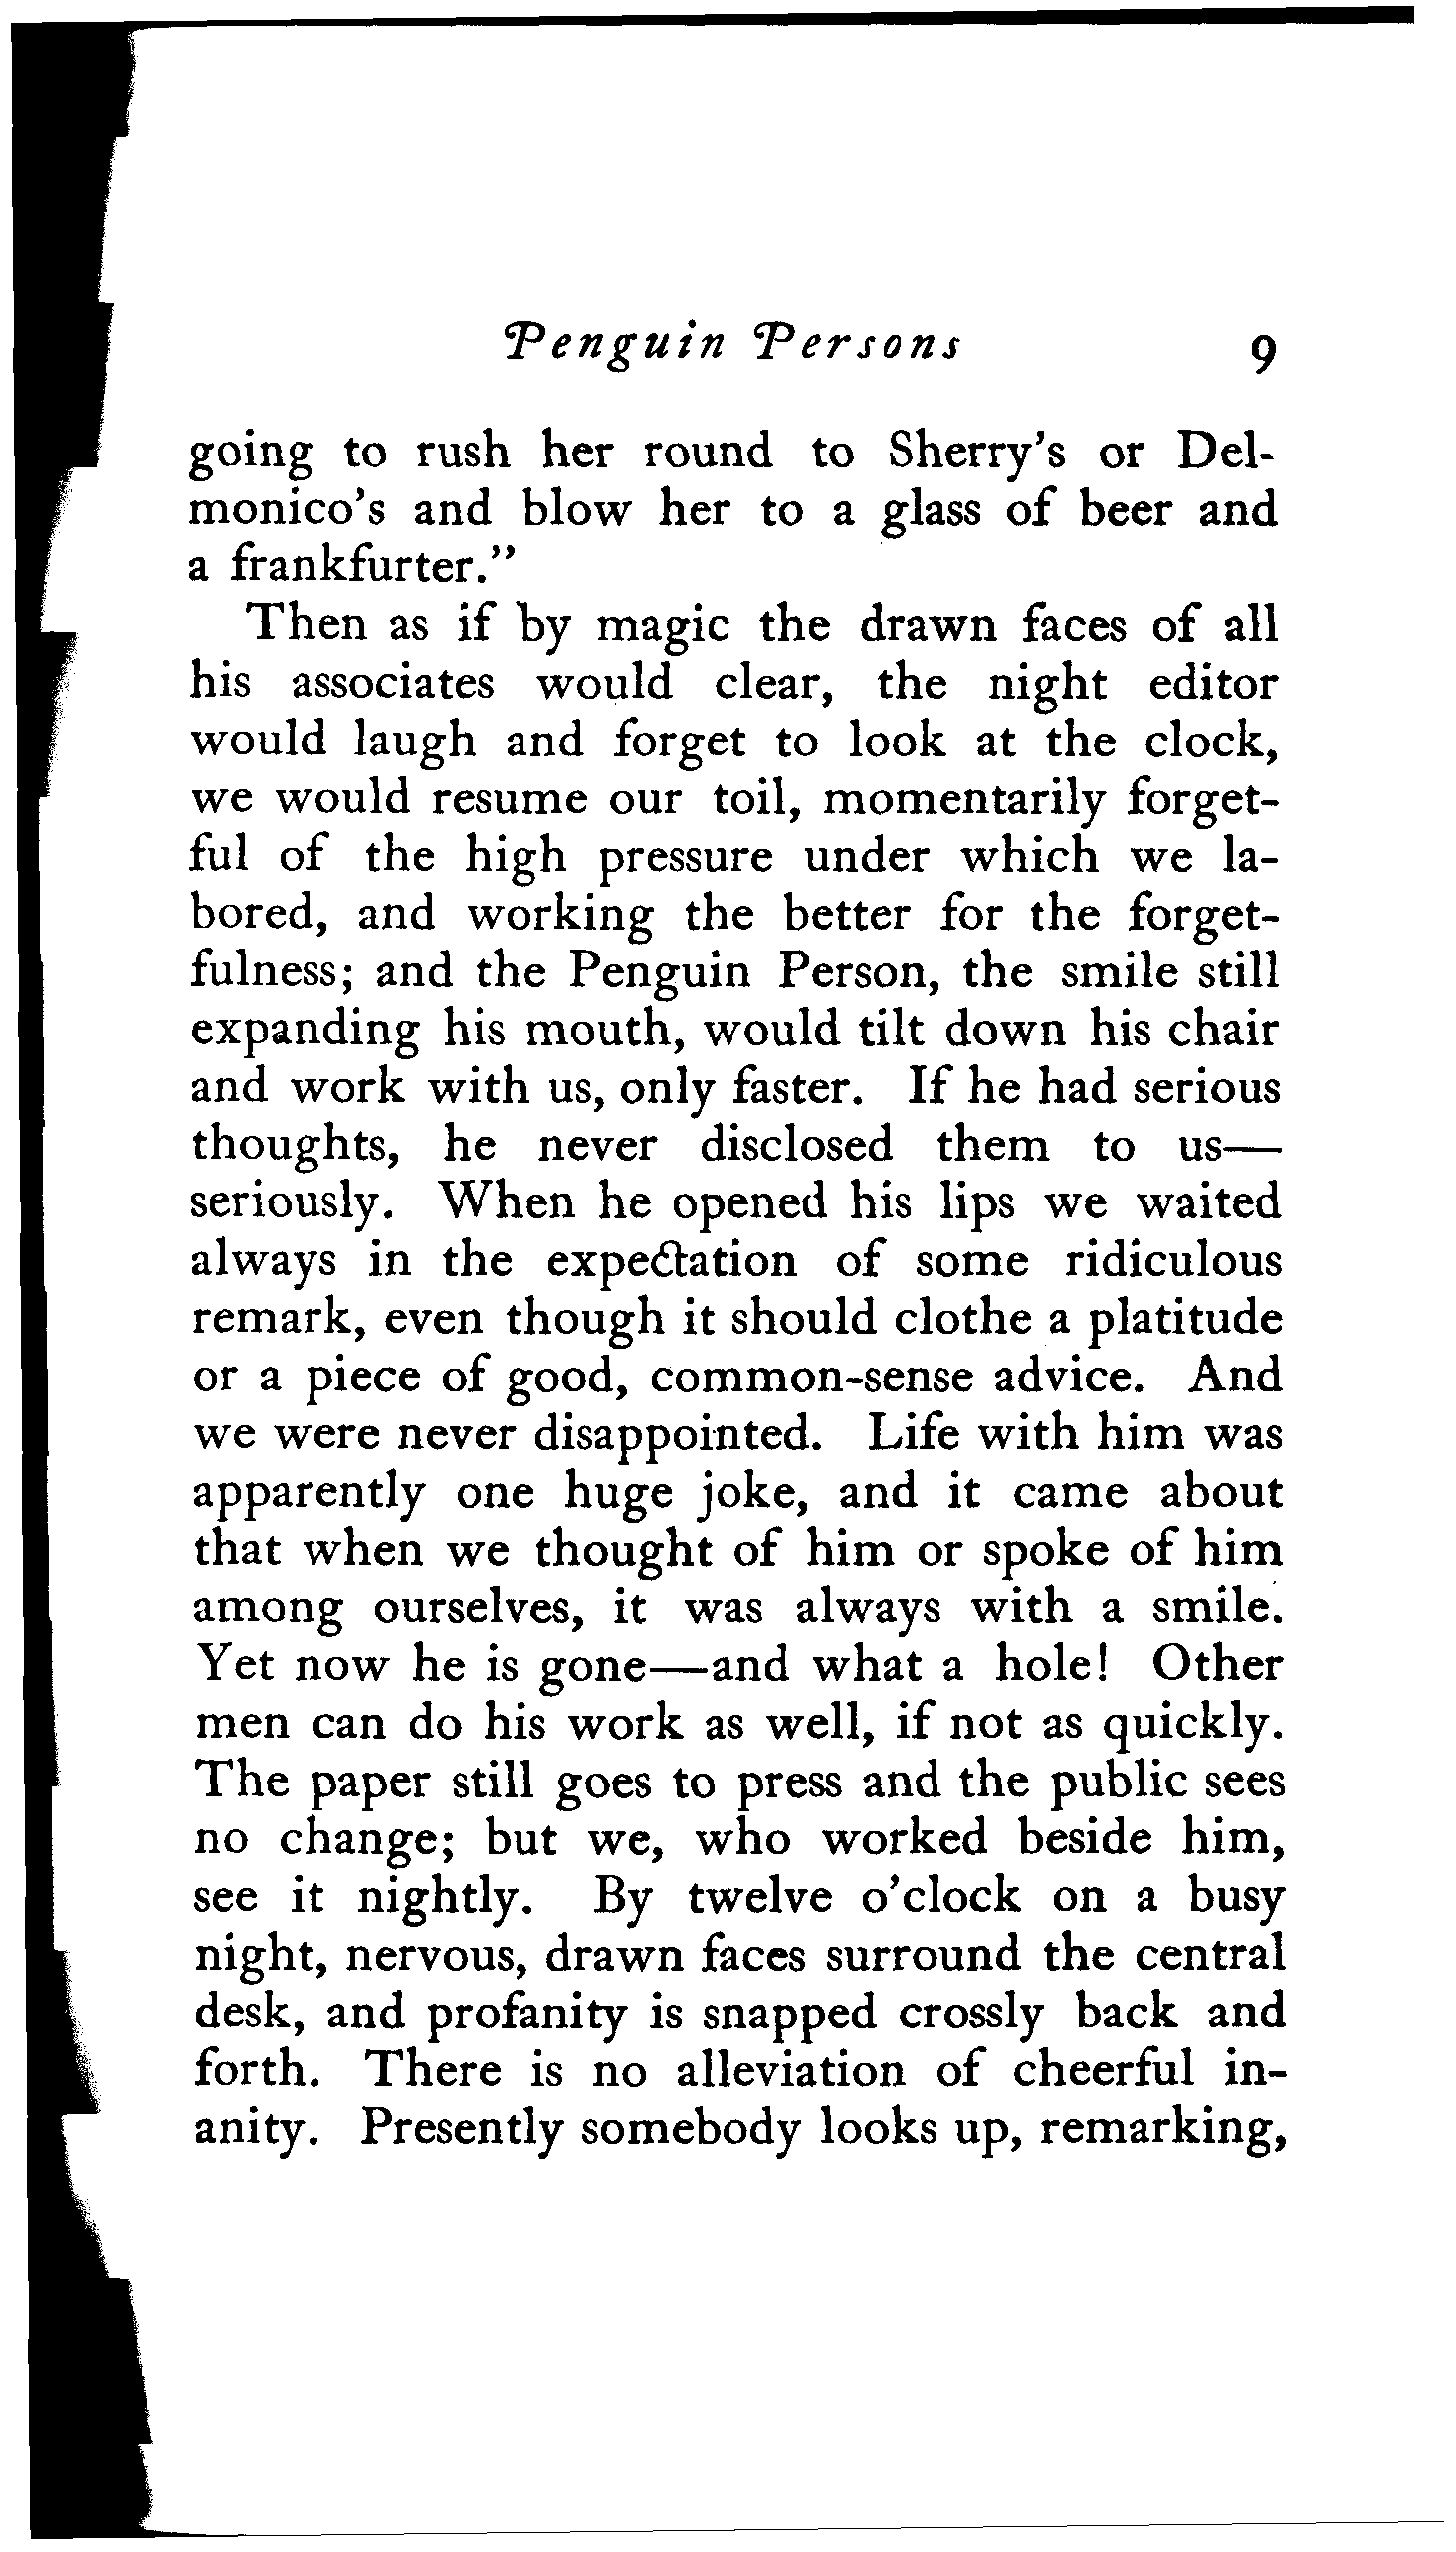 Penguin Persons 9
going to rush her round to Sherry's or Del-
monico's and blow her to a glass of beer and
a frankfurter."
Then as if by magic the drawn faces of all
his associates would clear, the night editor
would laugh and forget to look at the clock,
we would resume our toil, momentarily forget-
ful of the high pressure under which we la-
bored, and working the better for the forget-
fulness; and the Penguin Person, the smile still
expanding his mouth, would tilt down his chair
and work with us, only faster. If he had serious
thoughts, he never disclosed them to us—
seriously. When he opened his lips we waited
always in the expectation of some ridiculous
remark, even though it should clothe a platitude
or a piece of good, common-sense advice. And
we were never disappointed. Life with him was
apparently one huge joke, and it came about
that when we thought of him or spoke of him
among ourselves, it was always with a smile.
Yet now he is gone—and what a hole! Other
men can do his work as well, if not as quickly.
The paper still goes to press and the public sees
no change; but we, who worked beside him,
see it nightly. By twelve o'clock on a busy
night, nervous, drawn faces surround the central
desk, and profanity is snapped crossly back and
forth. There is no alleviation of cheerful in-
anity. Presently somebody looks up, remarking,